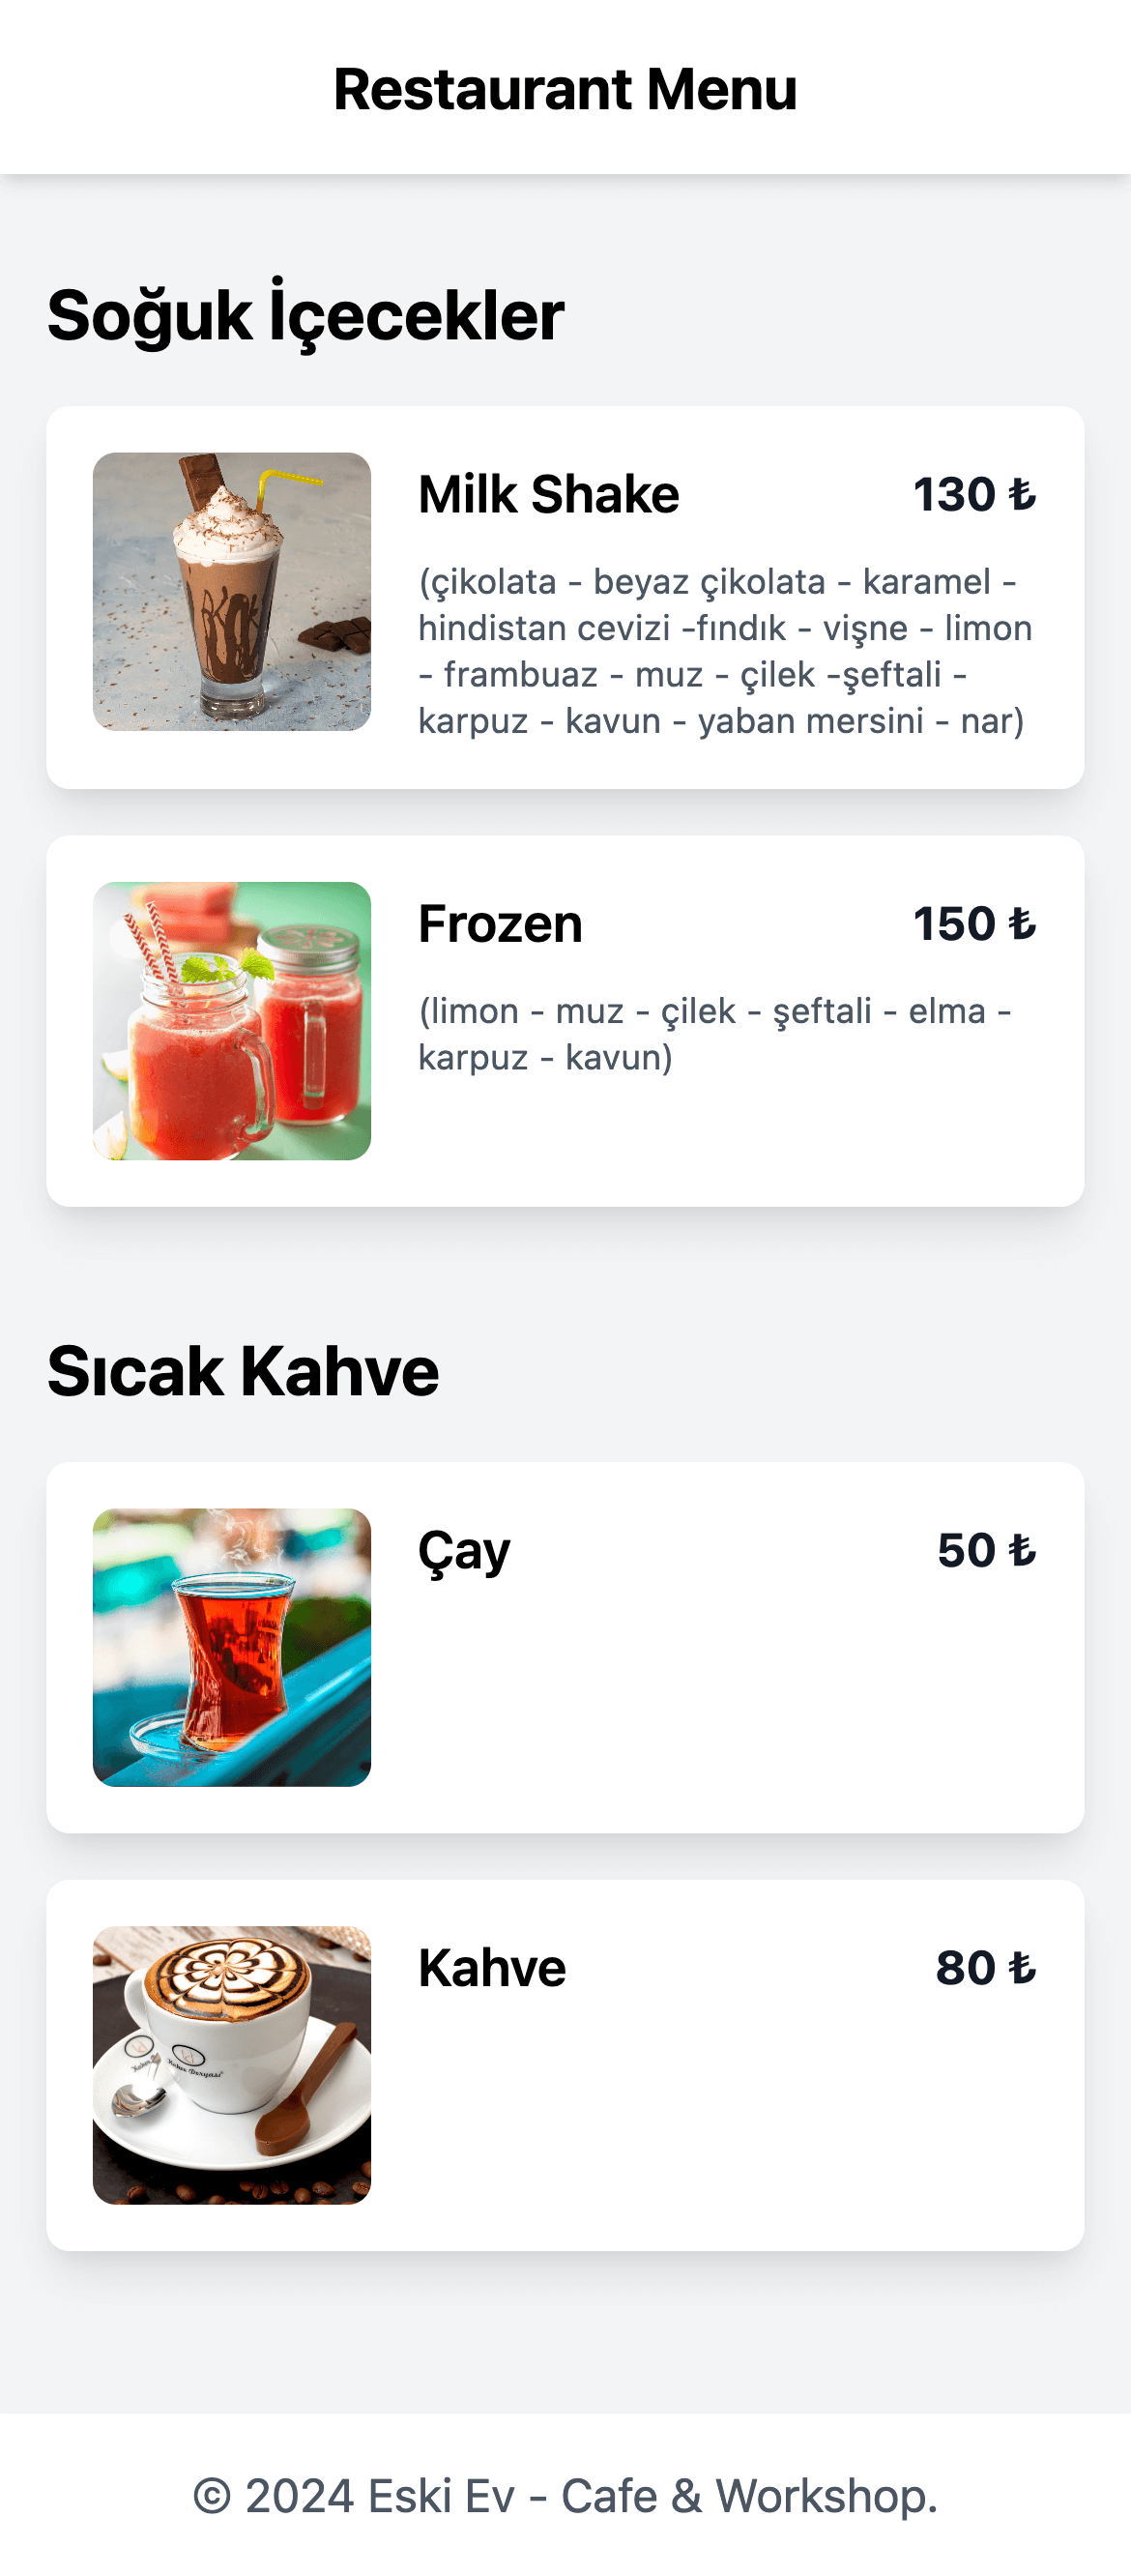 Restaurant Menu
Soğuk İçecekler
Milk Shake 130 ₺
(çikolata - beyaz çikolata - karamel -
hindistan cevizi -fındık - vişne - limon
- frambuaz - muz - çilek -şeftali -
karpuz - kavun - yaban mersini - nar)
Frozen 150 ₺
(limon - muz - çilek - şeftali - elma -
karpuz - kavun)
Sıcak Kahve
Çay 50 ₺
Kahve 80 ₺
Kahve Deryası
© 2024 Eski Ev - Cafe & Workshop.